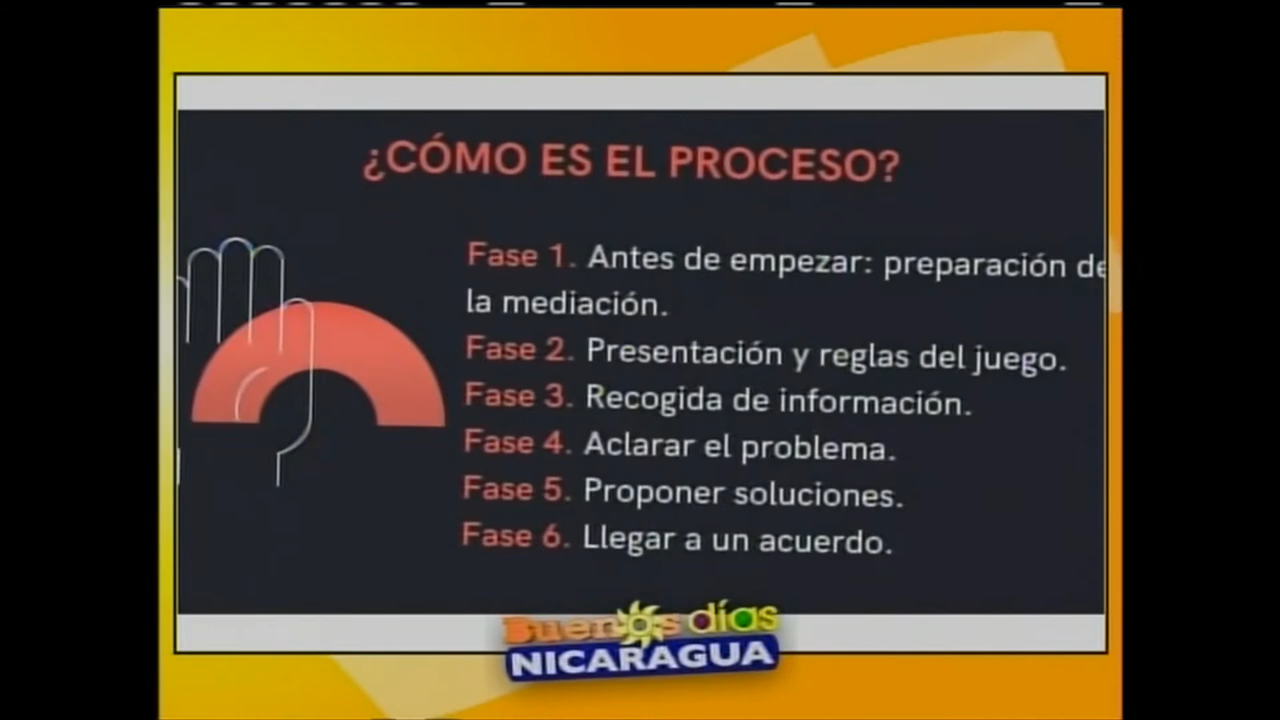 ¿CÓMO ES EL PROCESO?
Fase 1. Antes de empezar: preparación de
la mediación.
Fase 2. Presentación y reglas del juego.
Fase 3. Recogida de información.
Fase 4. Aclarar el problema.
Fase 5. Proponer soluciones.
Fase 6. Llegar a un acuerdo.
Buenos días
NICARAGUA